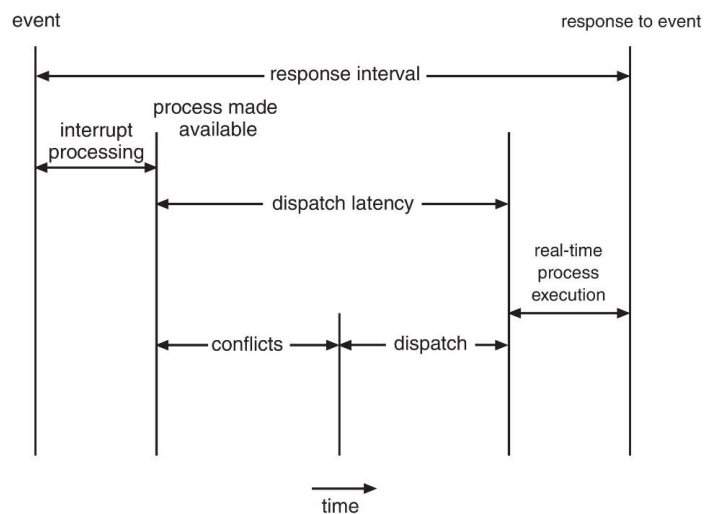 event
response to event
response interval
process made
available
interrupt
processing
dispatch latency
real-time
process
execution
conflicts
dispatch
time